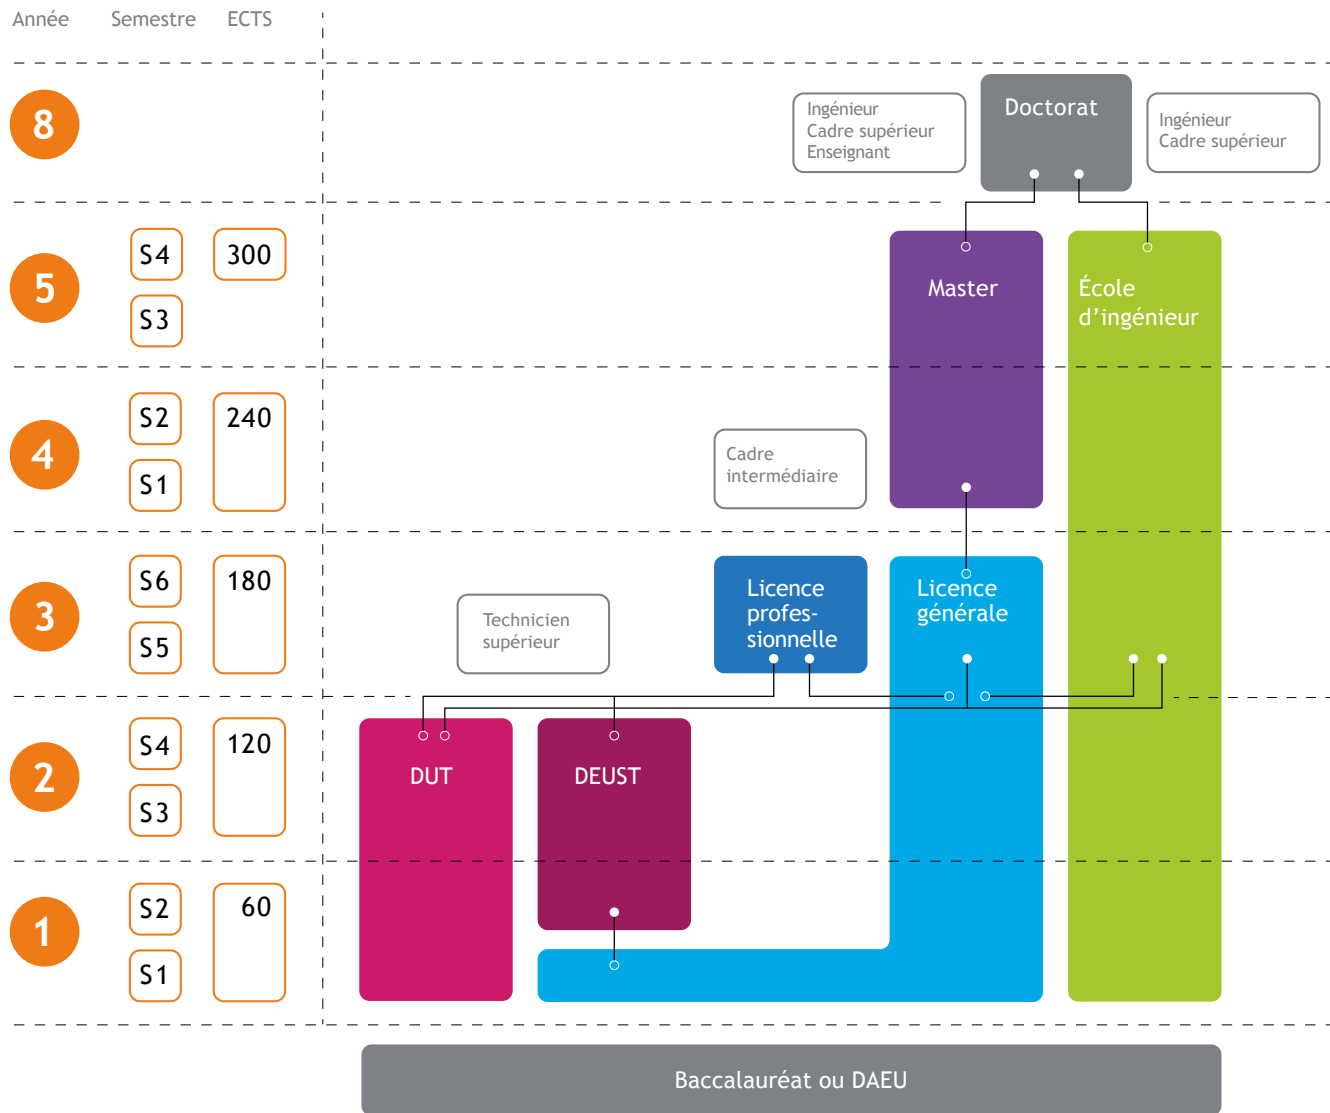 Année Semestre ECTS
8
Ingénieur
Cadre supérieur
Enseignant
Doctorat
Ingénieur
Cadre supérieur
5
S4
300
S3
Master
École
d'ingénieur
4
S2
240
S1
Cadre
intermédiaire
3
S6
180
S5
Technicien
supérieur
Licence
profes-
sionnelle
Licence
générale
2
S4
120
S3
DUT
DEUST
1
S2
60
S1
Baccalauréat ou DAEU